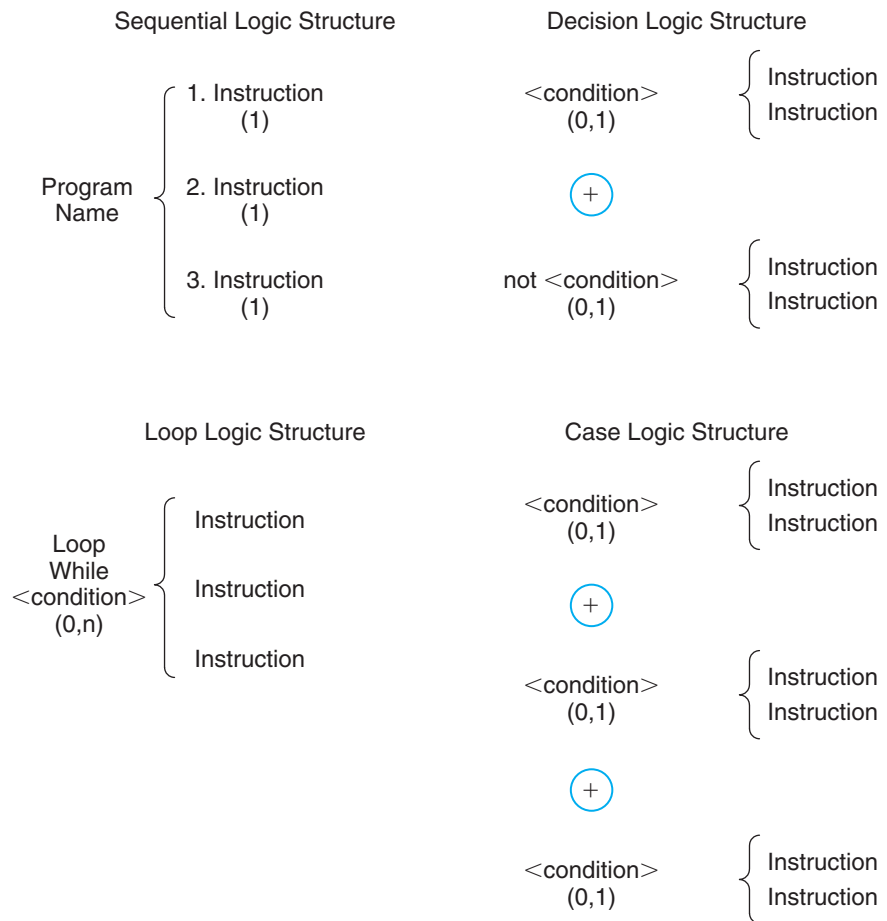 Sequential Logic Structure
Program
Name
1. Instruction
(1)
2. Instruction
(1)
3. Instruction
(1)
Decision Logic Structure
<condition>
(0,1)
Instruction
Instruction
+
not <condition>
(0,1)
Instruction
Instruction
Loop Logic Structure
Loop
While
<condition>
(0,n)
Instruction
Instruction
Instruction
Case Logic Structure
<condition>
(0,1)
Instruction
Instruction
+
<condition>
(0,1)
Instruction
Instruction
+
<condition>
(0,1)
Instruction
Instruction